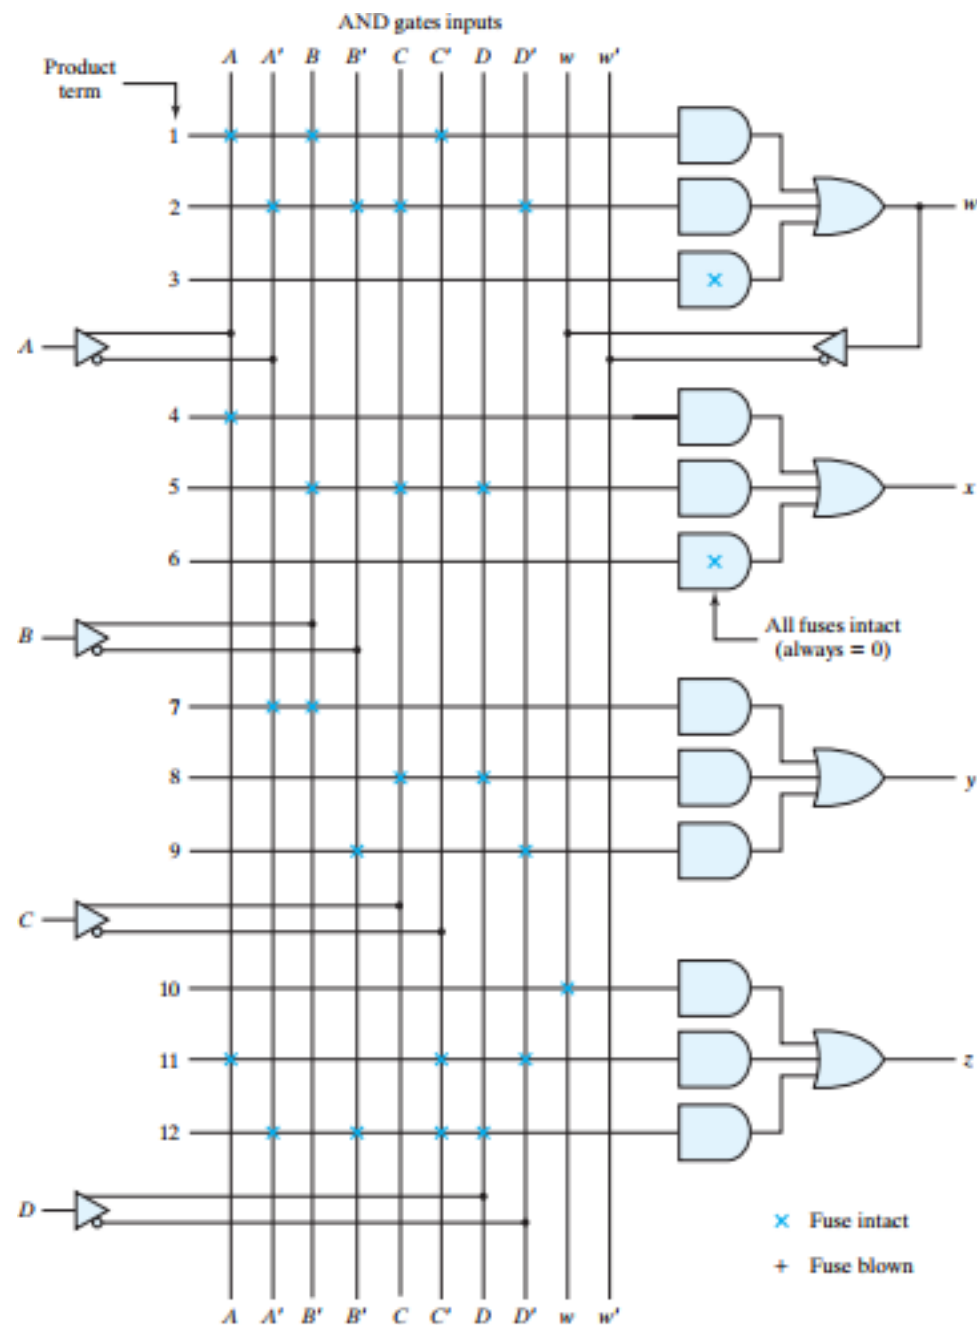 AND gates inputs
A A′ B B′ C C′ D D′ w w′
Product
term
1
2
w
3
A
4
5
x
6
All fuses intact
(always = 0)
B
7
8
y
9
C
10
11
z
12
D
× Fuse intact
+ Fuse blown
A A′ B′ B′ C C′ D D′ w w′